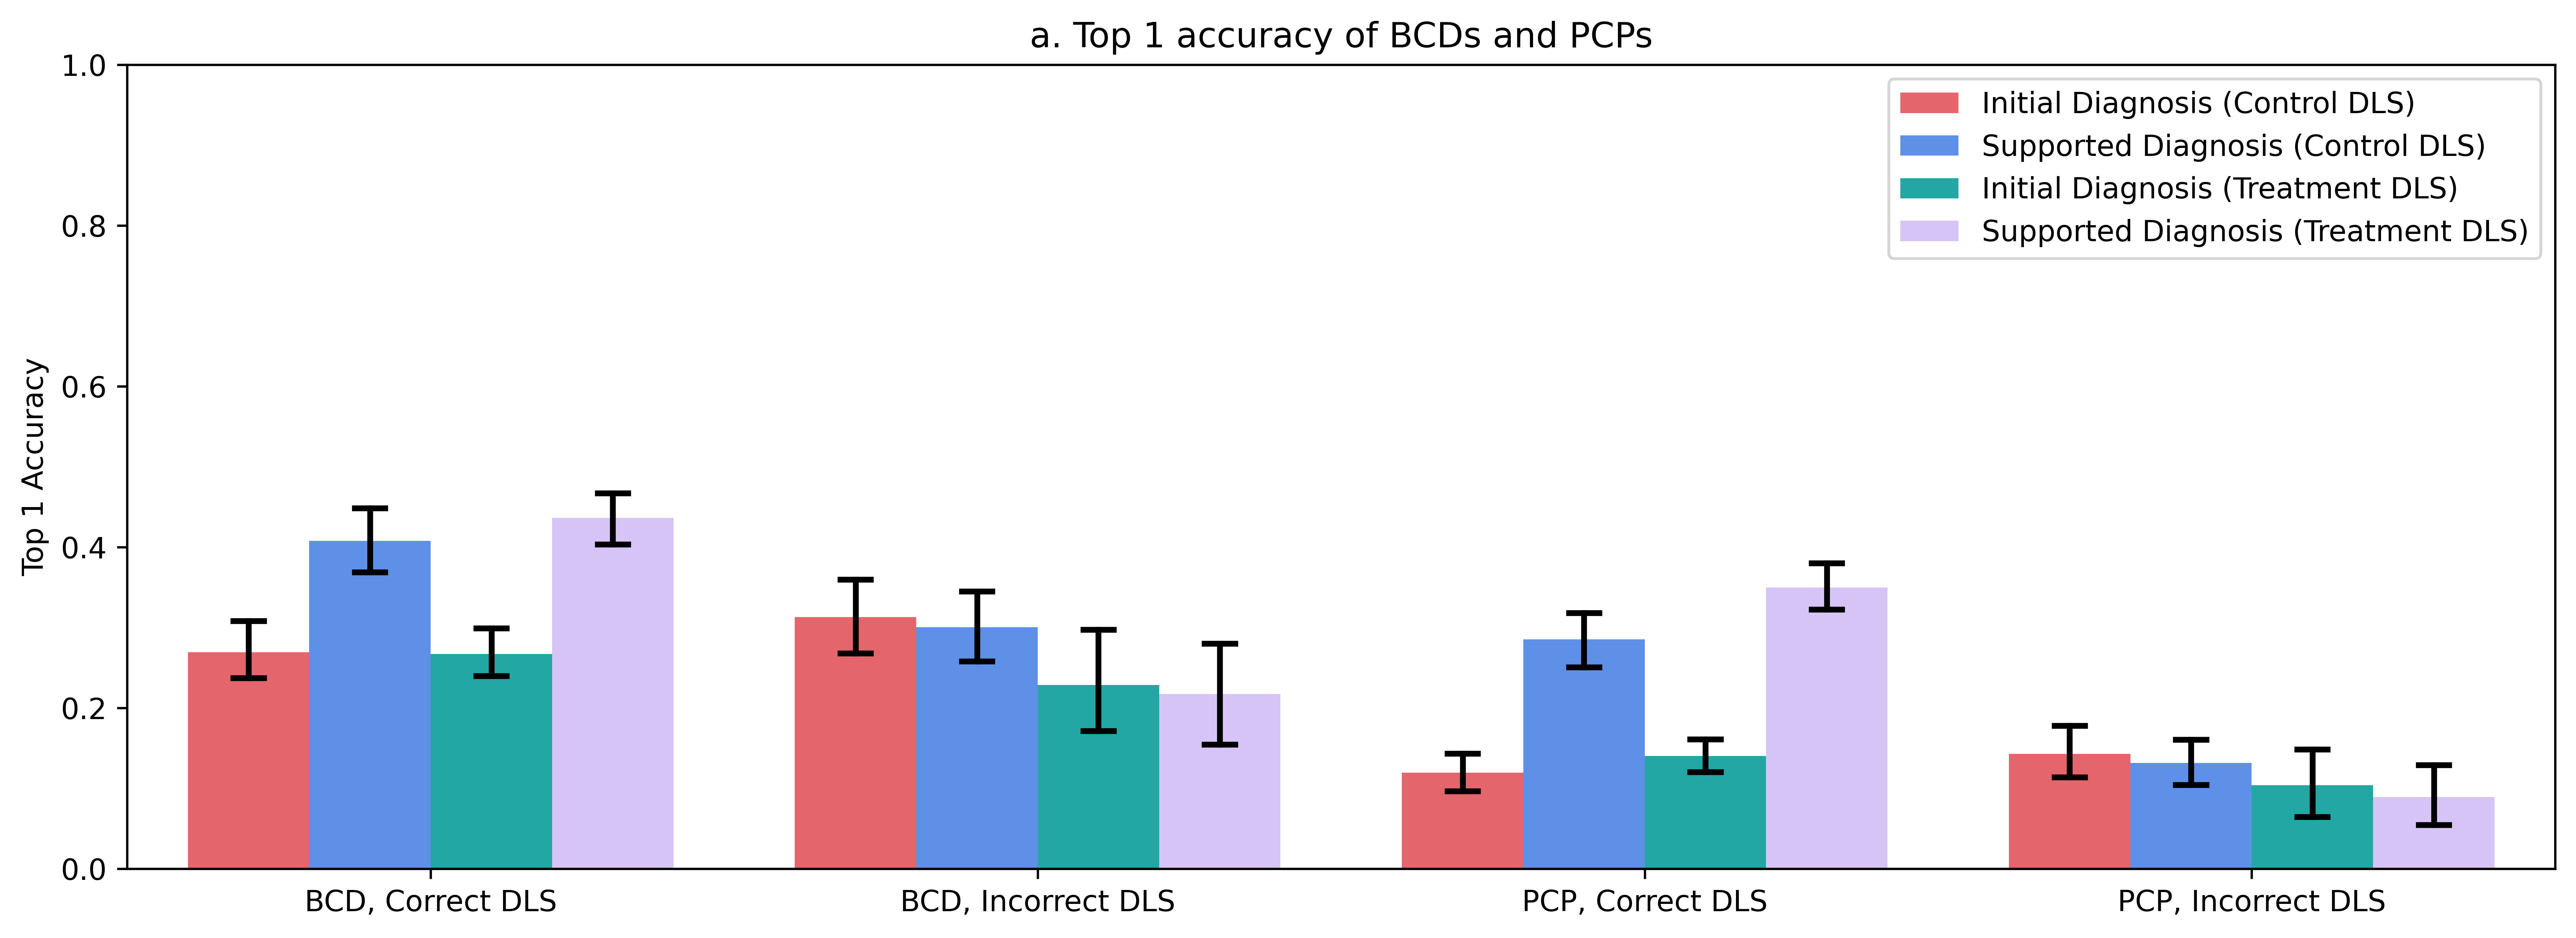 a. Top 1 accuracy of BCDs and PCPs
Top 1 Accuracy
1.0
0.8
0.6
0.4
0.2
0.0
Initial Diagnosis (Control DLS)
Supported Diagnosis (Control DLS)
Initial Diagnosis (Treatment DLS)
Supported Diagnosis (Treatment DLS)
BCD, Correct DLS
BCD, Incorrect DLS
PCP, Correct DLS
PCP, Incorrect DLS